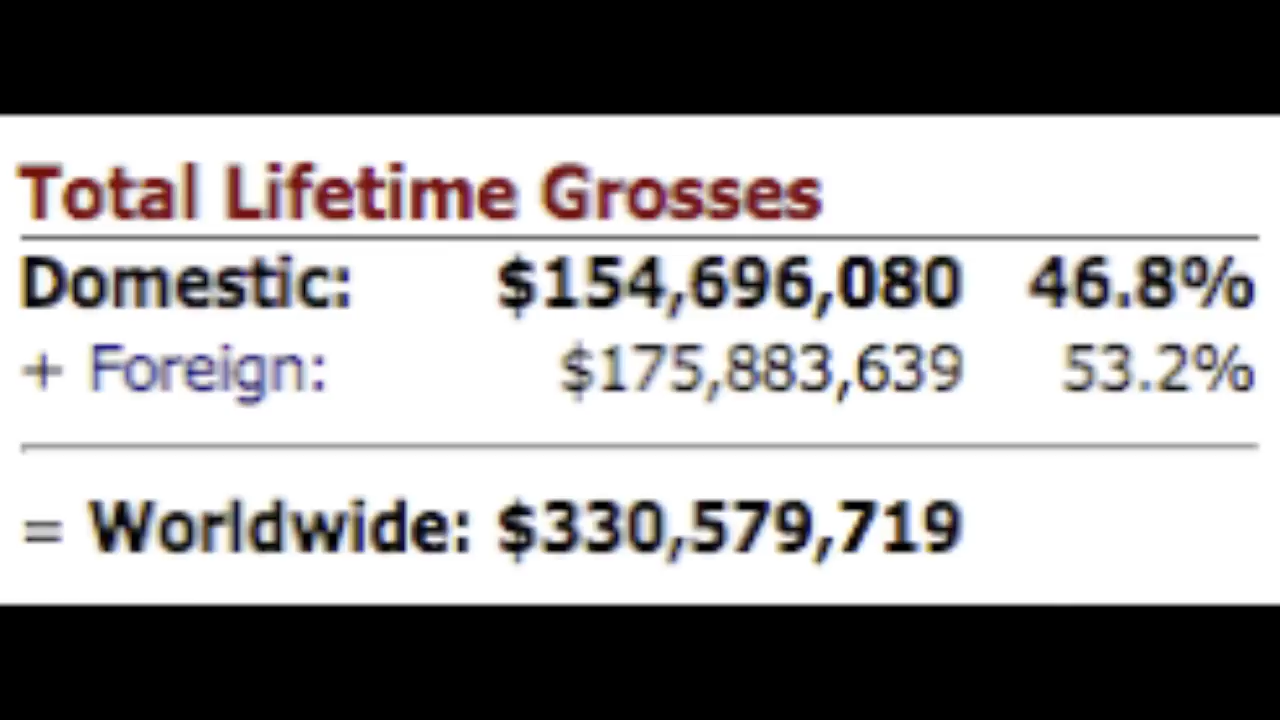 Total Lifetime Grosses
Domestic: $154,696,080 46.8%
+ Foreign: $175,883,639 53.2%
= Worldwide: $330,579,719